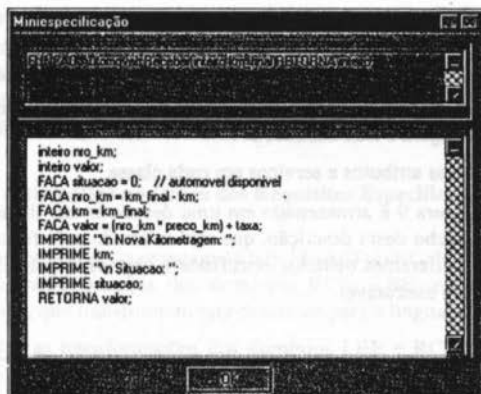 Miniespecificação
inteiro nro_km;
inteiro valor;
FACA situacao = 0; // automovel disponivel
FACA nro_km = km_final - km;
FACA km = km_final;
FACA valor = (nro_km * preco_km) + taxa;
IMPRIME "\n Nova Kilometragem: ";
IMPRIME km;
IMPRIME "\n Situacao: ";
IMPRIME situacao;
RETORNA valor;